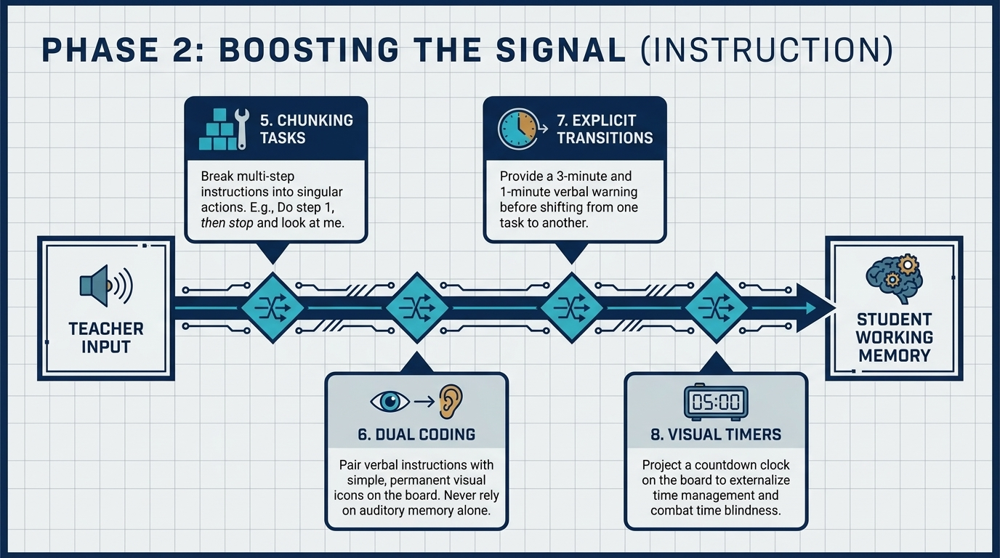 PHASE 2: BOOSTING THE SIGNAL (INSTRUCTION)
TEACHER
INPUT
5. CHUNKING
TASKS
Break multi-step
instructions into singular
actions. E.g., Do step 1,
then stop and look at me.
6. DUAL CODING
Pair verbal instructions with
simple, permanent visual
icons on the board. Never rely
on auditory memory alone.
7. EXPLICIT
TRANSITIONS
Provide a 3-minute and
1-minute verbal warning
before shifting from one
task to another.
05:00
8. VISUAL TIMERS
Project a countdown clock
on the board to externalize
time management and
combat time blindness.
STUDENT
WORKING
MEMORY